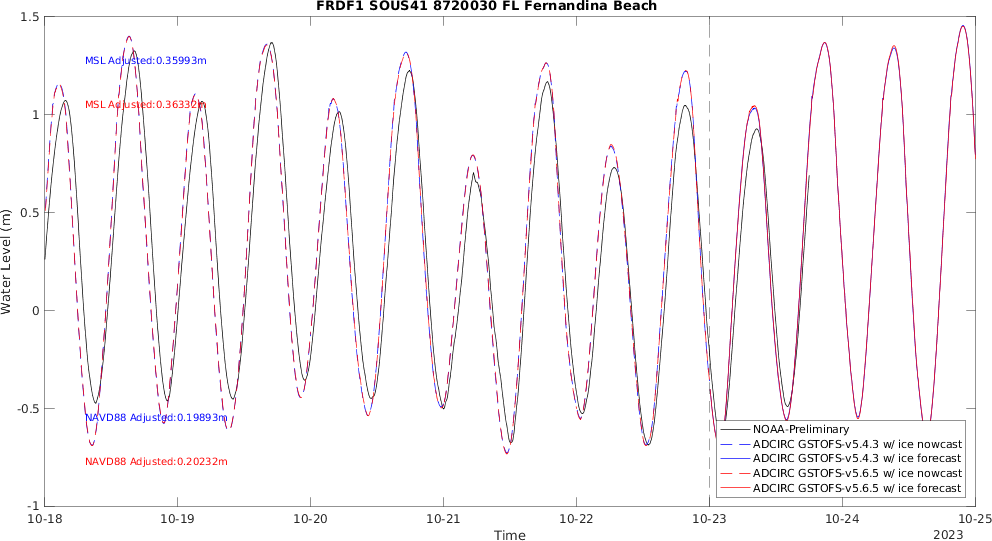 FRDF1 SOUS41 8720030 FL Fernandina Beach
1.5
1
0.5
0
-0.5
-1
Water Level (m)
MSL Adjusted:0.35993m
MSL Adjusted:0.36332m
NAVD88 Adjusted:0.19893m
NAVD88 Adjusted:0.20232m
NOAA-Preliminary
ADCIRC GSTOFS-v5.4.3 w/ ice nowcast
ADCIRC GSTOFS-v5.4.3 w/ ice forecast
ADCIRC GSTOFS-v5.6.5 w/ ice nowcast
ADCIRC GSTOFS-v5.6.5 w/ ice forecast
10-18 10-19 10-20 10-21 10-22 10-23 10-24 10-25
Time
2023